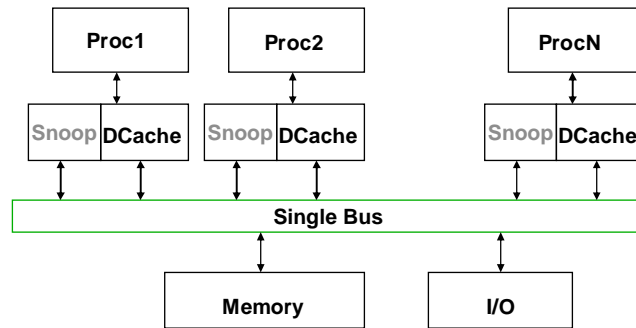 Proc1 Proc2 ProcN
Snoop DCache Snoop DCache Snoop DCache
Single Bus
Memory I/O